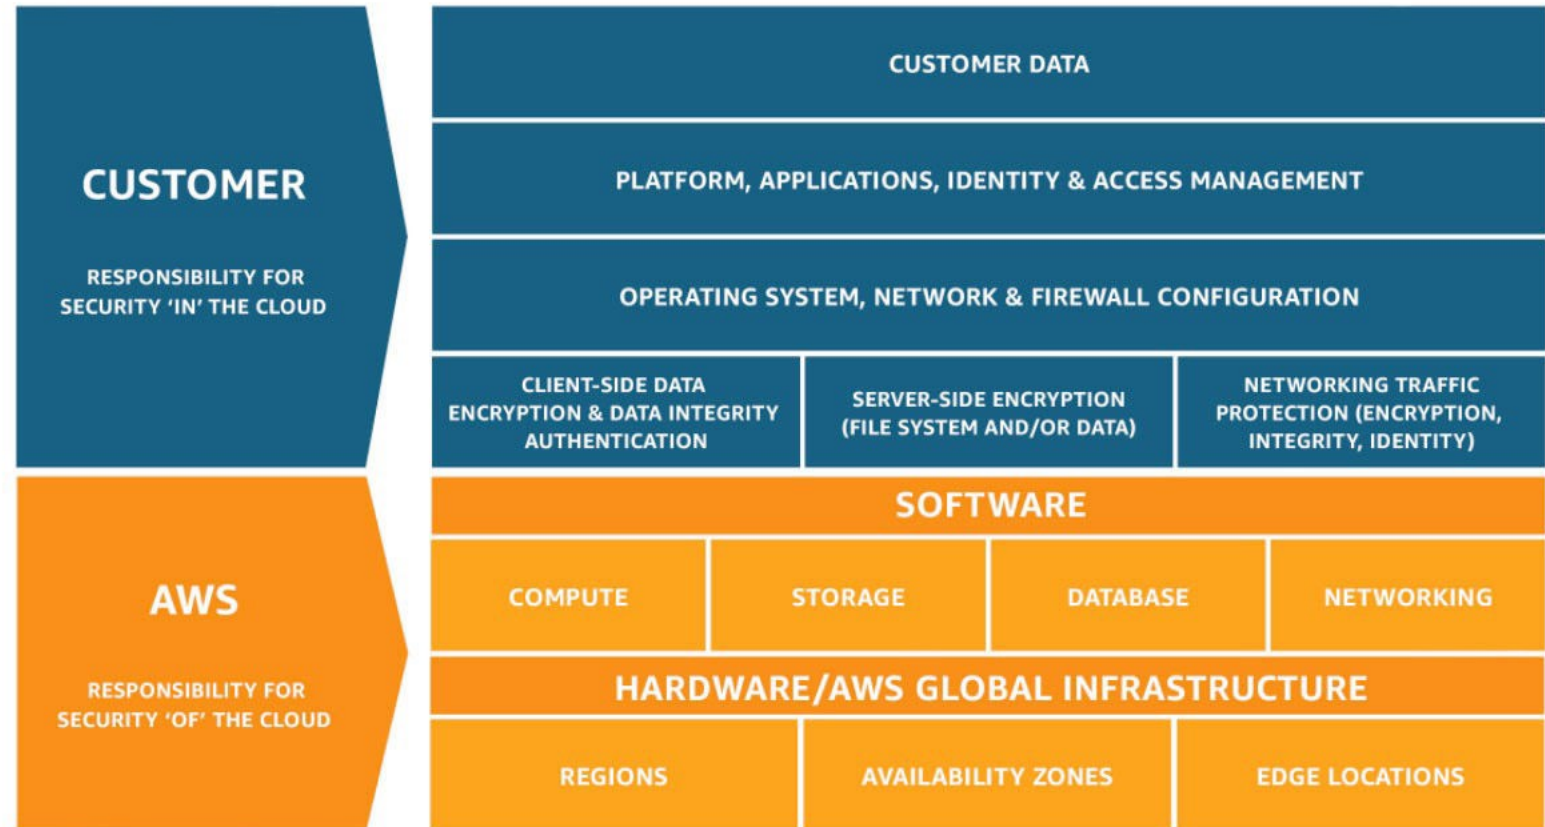 CUSTOMER
RESPONSIBILITY FOR
SECURITY ‘IN’ THE CLOUD
CUSTOMER DATA
PLATFORM, APPLICATIONS, IDENTITY & ACCESS MANAGEMENT
OPERATING SYSTEM, NETWORK & FIREWALL CONFIGURATION
CLIENT-SIDE DATA
ENCRYPTION & DATA INTEGRITY
AUTHENTICATION
SERVER-SIDE ENCRYPTION
(FILE SYSTEM AND/OR DATA)
NETWORKING TRAFFIC
PROTECTION (ENCRYPTION,
INTEGRITY, IDENTITY)
AWS
RESPONSIBILITY FOR
SECURITY ‘OF’ THE CLOUD
SOFTWARE
COMPUTE
STORAGE
DATABASE
NETWORKING
HARDWARE/AWS GLOBAL INFRASTRUCTURE
REGIONS
AVAILABILITY ZONES
EDGE LOCATIONS